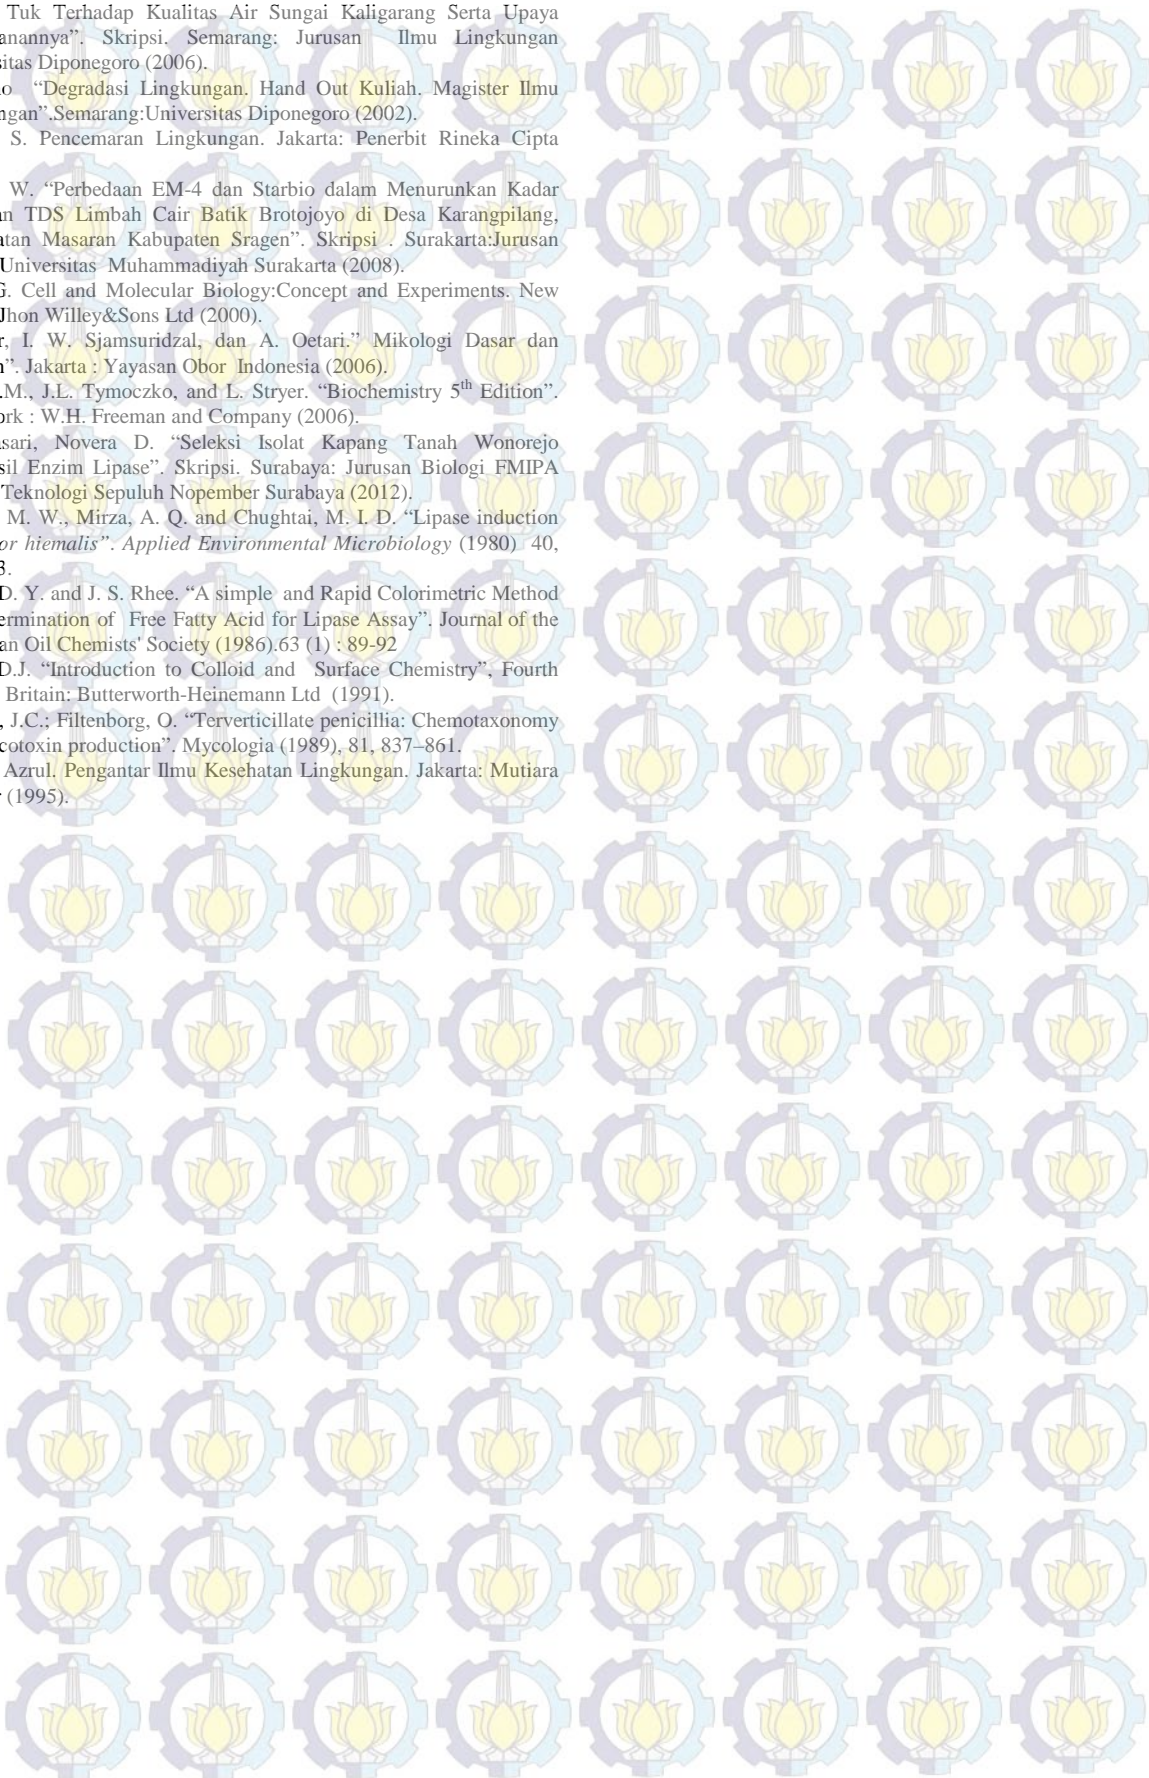 Tuk Terhadap Kualitas Air Sungai Kaligarang Serta Upaya
anannya". Skripsi. Semarang: Jurusan Ilmu Lingkungan
itas Diponegoro (2006).
o "Degradasi Lingkungan. Hand Out Kuliah. Magister Ilmu
ngan".Semarang:Universitas Diponegoro (2002).
S. Pencemaran Lingkungan. Jakarta: Penerbit Rineka Cipta
W. "Perbedaan EM-4 dan Starbio dalam Menurunkan Kadar
n TDS Limbah Cair Batik Brotojoyo di Desa Karangpilang,
atan Masaran Kabupaten Sragen". Skripsi . Surakarta:Jurusan
Universitas Muhammadiyah Surakarta (2008).
G. Cell and Molecular Biology:Concept and Experiments. New
Jhon Willey&Sons Ltd (2000).
r, I. W. Sjamsuridzal, dan A. Oetari." Mikologi Dasar dan
n". Jakarta : Yayasan Obor Indonesia (2006).
.M., J.L. Tymoczko, and L. Stryer. "Biochemistry 5th Edition".
ork : W.H. Freeman and Company (2006).
sari, Novera D. "Seleksi Isolat Kapang Tanah Wonorejo
sil Enzim Lipase". Skripsi. Surabaya: Jurusan Biologi FMIPA
Teknologi Sepuluh Nopember Surabaya (2012).
M. W., Mirza, A. Q. and Chughtai, M. I. D. "Lipase induction
or hiemalis". Applied Environmental Microbiology (1980) 40,
3.
D. Y. and J. S. Rhee. "A simple and Rapid Colorimetric Method
ermination of Free Fatty Acid for Lipase Assay". Journal of the
an Oil Chemists' Society (1986).63 (1) : 89-92
D.J. "Introduction to Colloid and Surface Chemistry", Fourth
Britain: Butterworth-Heinemann Ltd (1991).
, J.C.; Filtenborg, O. "Terverticillate penicillia: Chemotaxonomy
cotoxin production". Mycologia (1989), 81, 837–861.
Azrul. Pengantar Ilmu Kesehatan Lingkungan. Jakarta: Mutiara
(1995).